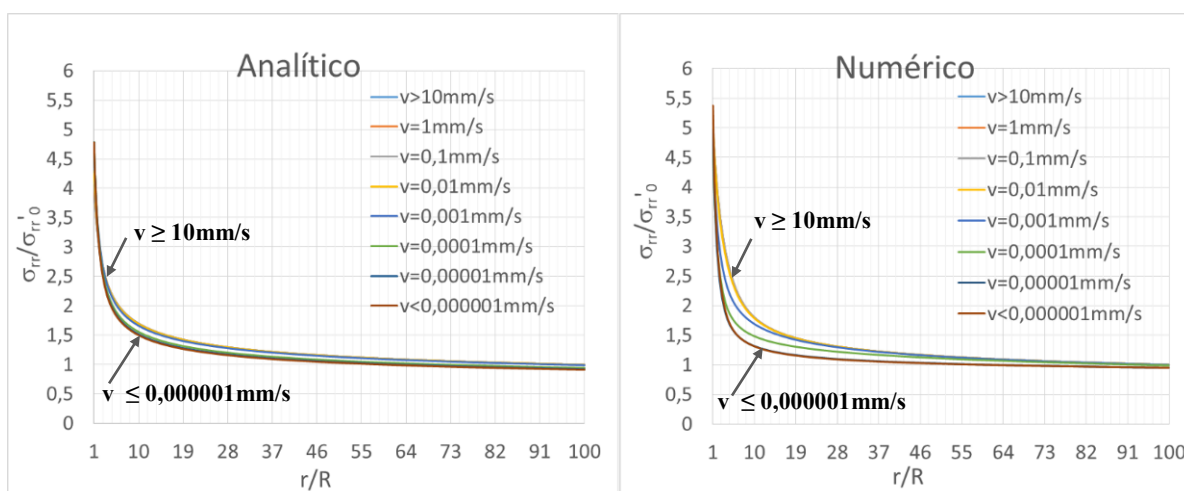 Analítico
σrr/σrr'0
6
5,5
5
4,5
4
3,5
3
2,5
2
1,5
1
0,5
0
v>10mm/s
v=1mm/s
v=0,1mm/s
v=0,01mm/s
v=0,001mm/s
v=0,0001mm/s
v=0,00001mm/s
v<0,000001mm/s
v ≥ 10mm/s
v ≤ 0,000001mm/s
1 10 19 28 37 46 55 64 73 82 91 100
r/R
Numérico
σrr/σrr'0
6
5,5
5
4,5
4
3,5
3
2,5
2
1,5
1
0,5
0
v>10mm/s
v=1mm/s
v=0,1mm/s
v=0,01mm/s
v=0,001mm/s
v=0,0001mm/s
v=0,00001mm/s
v<0,000001mm/s
v ≥ 10mm/s
v ≤ 0,000001mm/s
1 10 19 28 37 46 55 64 73 82 91 100
r/R